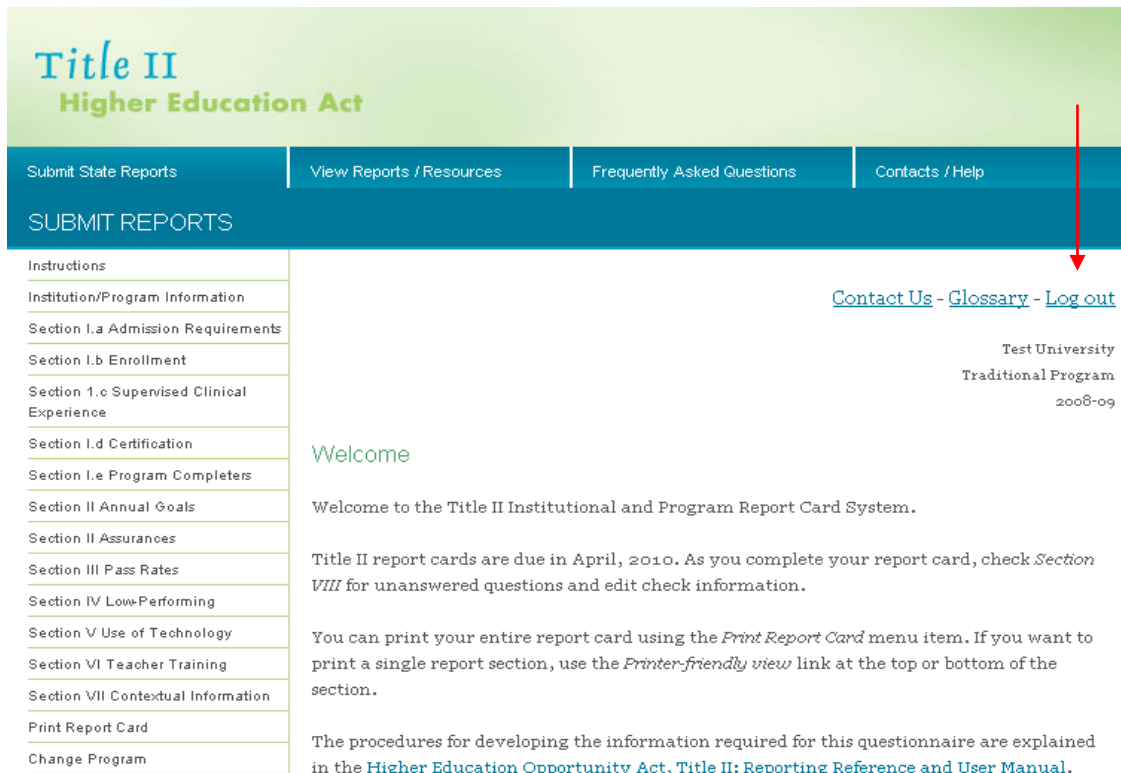 Title II
Higher Education Act
Submit State Reports
View Reports / Resources
Frequently Asked Questions
Contacts / Help
SUBMIT REPORTS
Instructions
Institution/Program Information
Section I.a Admission Requirements
Section I.b Enrollment
Section 1.c Supervised Clinical
Experience
Section I.d Certification
Section I.e Program Completers
Section II Annual Goals
Section II Assurances
Section III Pass Rates
Section IV Low-Performing
Section V Use of Technology
Section VI Teacher Training
Section VII Contextual Information
Print Report Card
Change Program
Contact Us - Glossary - Log out
Test University
Traditional Program
2008-09
Welcome
Welcome to the Title II Institutional and Program Report Card System.
Title II report cards are due in April, 2010. As you complete your report card, check Section
VIII for unanswered questions and edit check information.
You can print your entire report card using the Print Report Card menu item. If you want to
print a single report section, use the Printer-friendly view link at the top or bottom of the
section.
The procedures for developing the information required for this questionnaire are explained
in the Higher Education Opportunity Act, Title II: Reporting Reference and User Manual.